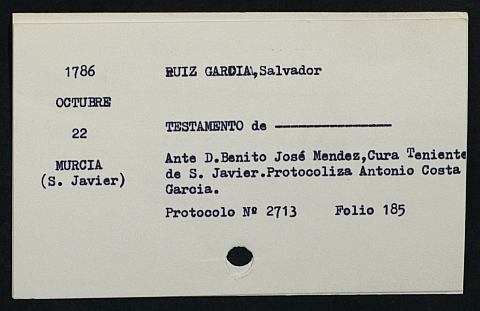 1786 RUIZ GARCIA,Salvador
OCTUBRE
22 TESTAMENTO de ----------------
MURCIA Ante D.Benito José Mendez,Cura Teniente
(S. Javier) de S. Javier.Protocoliza Antonio Costa
Garcia.
Protocolo Nº 2713 Folio 185